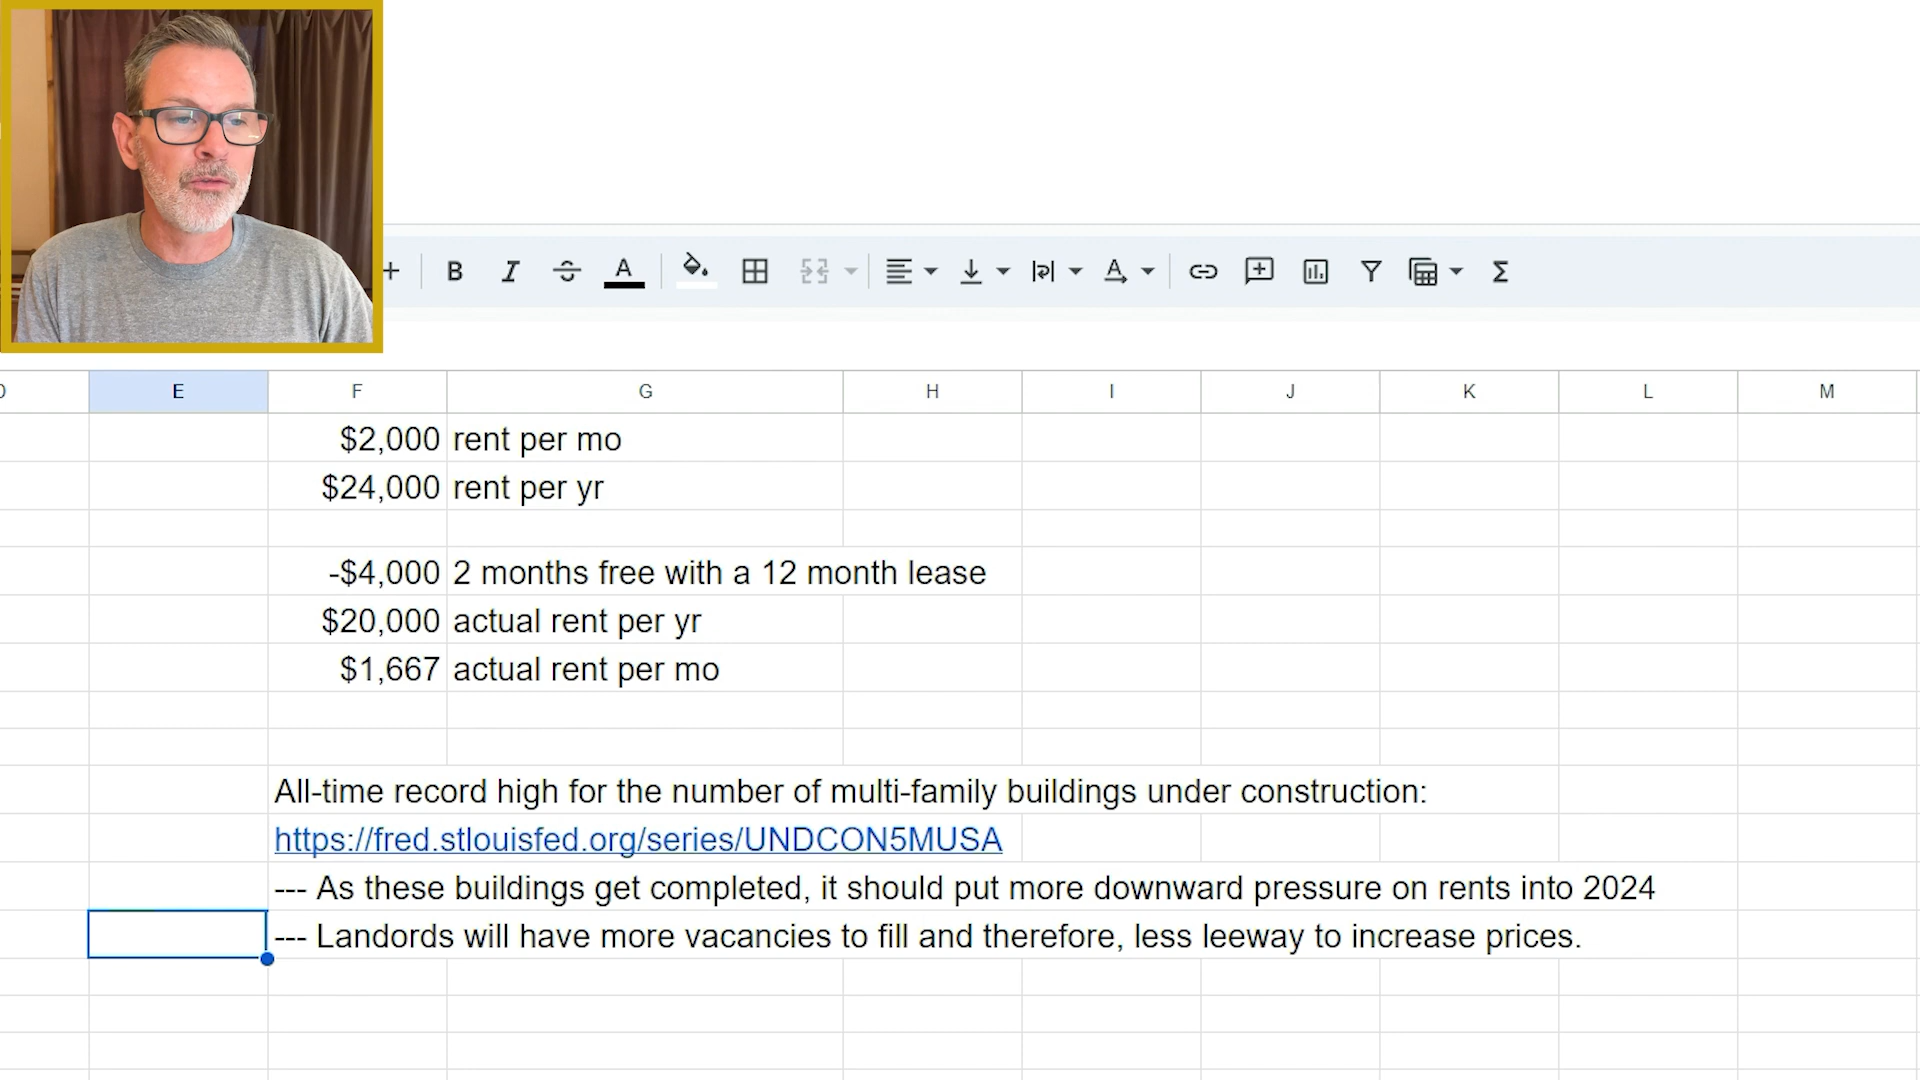 B I S A A Σ
D E F G H I J K L M
$2,000 rent per mo
$24,000 rent per yr
-$4,000 2 months free with a 12 month lease
$20,000 actual rent per yr
$1,667 actual rent per mo
All-time record high for the number of multi-family buildings under construction:
https://fred.stlouisfed.org/series/UNDCON5MUSA
--- As these buildings get completed, it should put more downward pressure on rents into 2024
--- Landords will have more vacancies to fill and therefore, less leeway to increase prices.